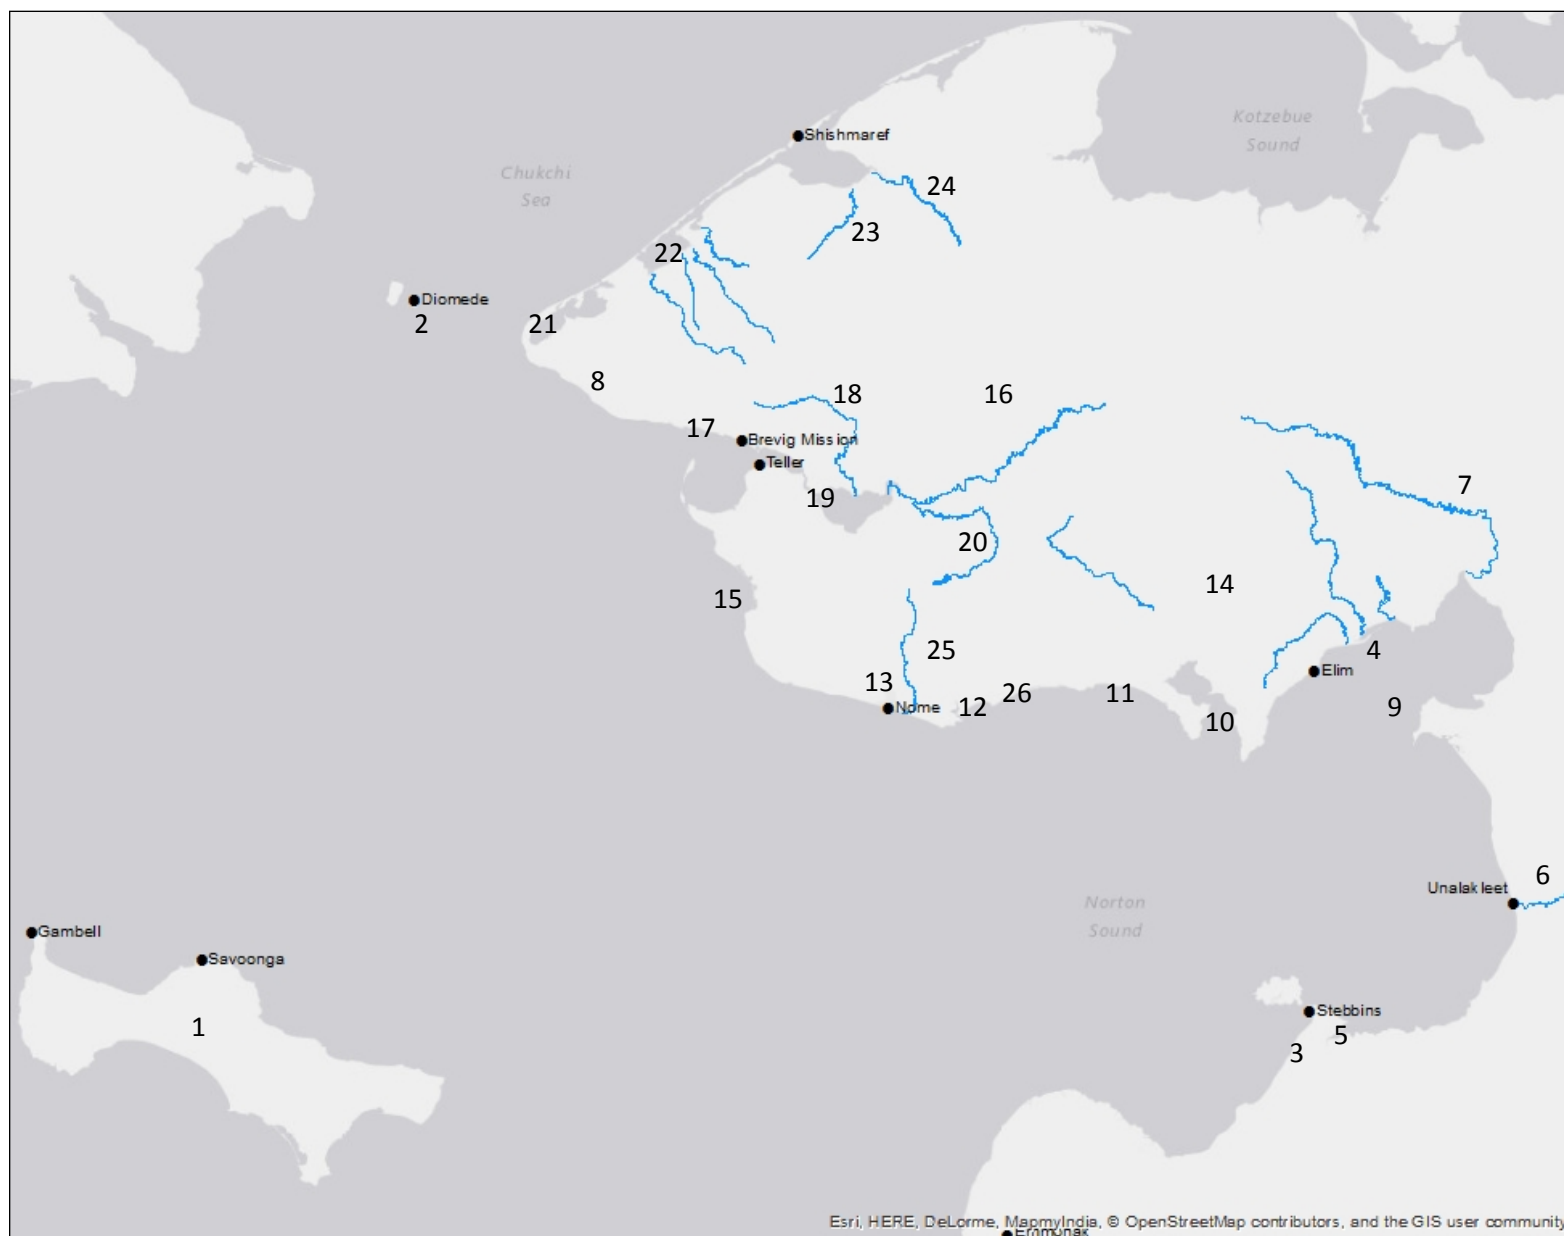 Kotzebue
Sound
Shishmaref
Chukchi
Sea
24
23
22
Diomede
2
21
8
18
16
17
Brevig Mission
Teller
19
7
20
14
15
25
4
Elim
13
Nome
12
26
11
10
9
6
Unalakleet
Norton
Sound
Gambell
Savoonga
1
Stebbins
5
3
Esri, HERE, DeLorme, MapmyIndia, © OpenStreetMap contributors, and the GIS user community
Emmonak